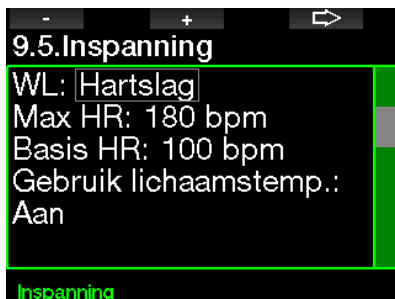 - +
9.5.Inspanning
WL: Hartslag
Max HR: 180 bpm
Basis HR: 100 bpm
Gebruik lichaamstemp.:
Aan
Inspanning